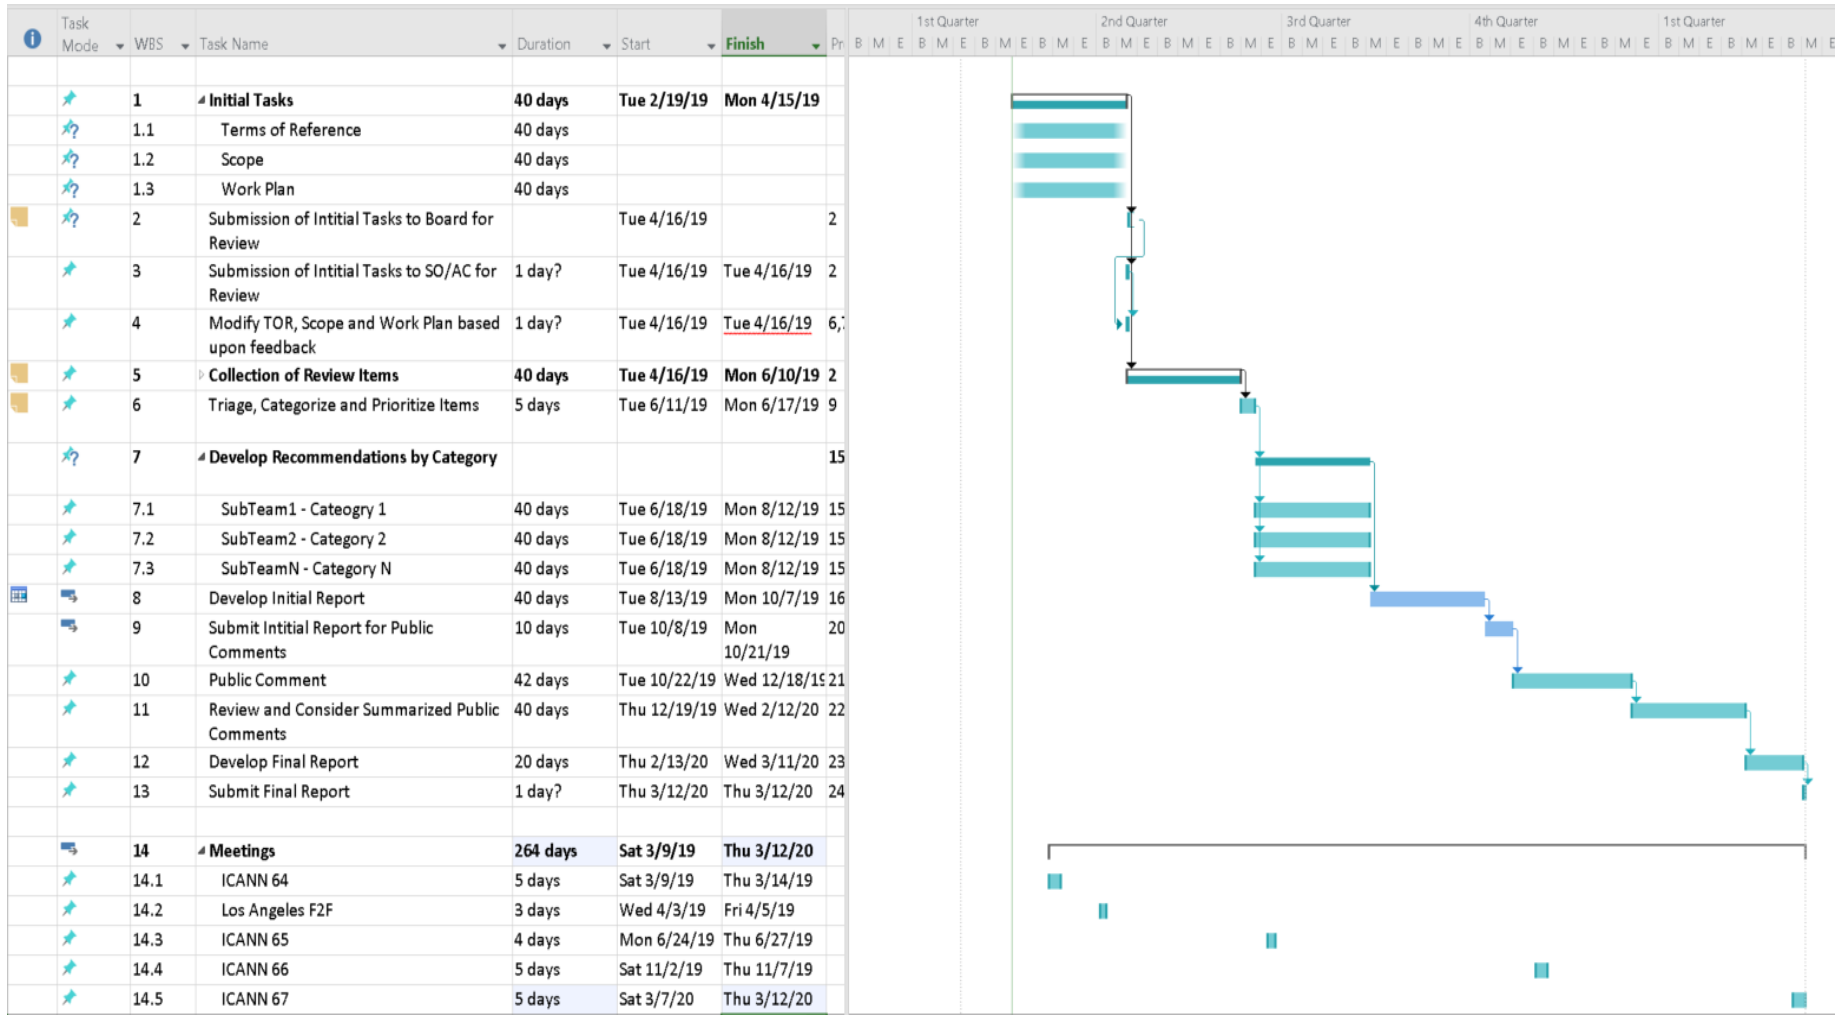 1st Quarter 2nd Quarter 3rd Quarter 4th Quarter 1st Quarter
Task Mode WBS Task Name Duration Start Finish Pr B M E B M E B M E B M E B M E B M E B M E B M E B M E B M E B M E B M E B M E B M E B M E B M E
1 Initial Tasks 40 days Tue 2/19/19 Mon 4/15/19
1.1 Terms of Reference 40 days
1.2 Scope 40 days
1.3 Work Plan 40 days
2 Submission of Intitial Tasks to Board for 　Tue 4/16/19 2
Review
3 Submission of Intitial Tasks to SO/AC for 1 day? Tue 4/16/19 Tue 4/16/19 2
Review
4 Modify TOR, Scope and Work Plan based 1 day? Tue 4/16/19 Tue 4/16/19 6,
upon feedback
5 Collection of Review Items 40 days Tue 4/16/19 Mon 6/10/19 2
6 Triage, Categorize and Prioritize Items 5 days Tue 6/11/19 Mon 6/17/19 9
7 Develop Recommendations by Category 15
7.1 SubTeam1 - Cateogry 1 40 days Tue 6/18/19 Mon 8/12/19 15
7.2 SubTeam2 - Category 2 40 days Tue 6/18/19 Mon 8/12/19 15
7.3 SubTeamN - Category N 40 days Tue 6/18/19 Mon 8/12/19 15
8 Develop Initial Report 40 days Tue 8/13/19 Mon 10/7/19 16
9 Submit Intitial Report for Public 10 days Tue 10/8/19 Mon 20
Comments 10/21/19
10 Public Comment 42 days Tue 10/22/19 Wed 12/18/19 21
11 Review and Consider Summarized Public 40 days Thu 12/19/19 Wed 2/12/20 22
Comments
12 Develop Final Report 20 days Thu 2/13/20 Wed 3/11/20 23
13 Submit Final Report 1 day? Thu 3/12/20 Thu 3/12/20 24
14 Meetings 264 days Sat 3/9/19 Thu 3/12/20
14.1 ICANN 64 5 days Sat 3/9/19 Thu 3/14/19
14.2 Los Angeles F2F 3 days Wed 4/3/19 Fri 4/5/19
14.3 ICANN 65 4 days Mon 6/24/19 Thu 6/27/19
14.4 ICANN 66 5 days Sat 11/2/19 Thu 11/7/19
14.5 ICANN 67 5 days Sat 3/7/20 Thu 3/12/20